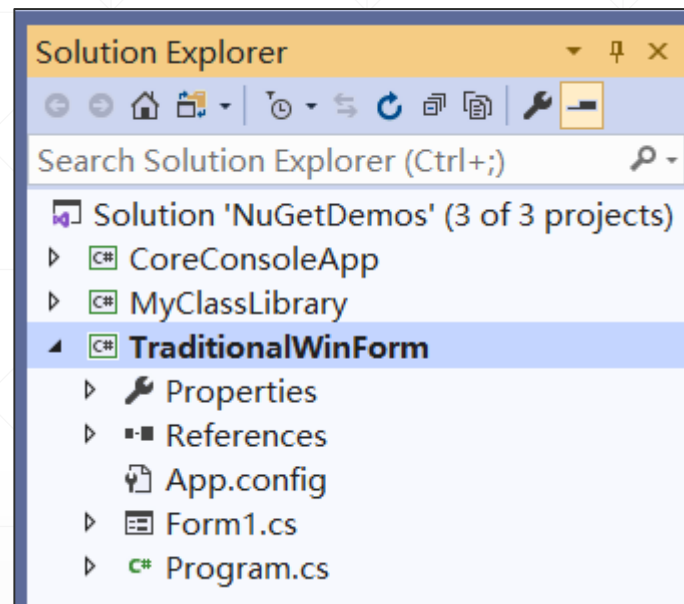 Solution Explorer
Search Solution Explorer (Ctrl+;)
Solution 'NuGetDemos' (3 of 3 projects)
C# CoreConsoleApp
C# MyClassLibrary
C# TraditionalWinForm
Properties
References
App.config
Form1.cs
C# Program.cs